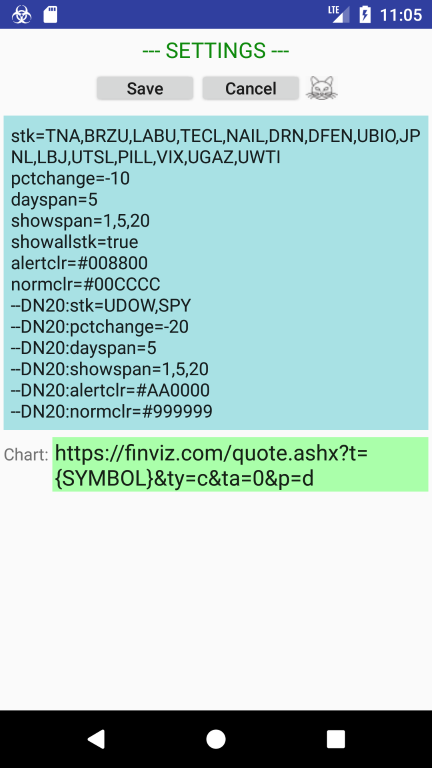 LTE 11:05
--- SETTINGS ---
Save Cancel
stk=TNA,BRZU,LABU,TECL,NAIL,DRN,DFEN,UBIO,JP
NL,LBJ,UTSL,PILL,VIX,UGAZ,UWTI
pctchange=-10
dayspan=5
showspan=1,5,20
showallstk=true
alertclr=#008800
normclr=#00CCCC
--DN20:stk=UDOW,SPY
--DN20:pctchange=-20
--DN20:dayspan=5
--DN20:showspan=1,5,20
--DN20:alertclr=#AA0000
--DN20:normclr=#999999
Chart: https://finviz.com/quote.ashx?t=
{SYMBOL}&ty=c&ta=0&p=d